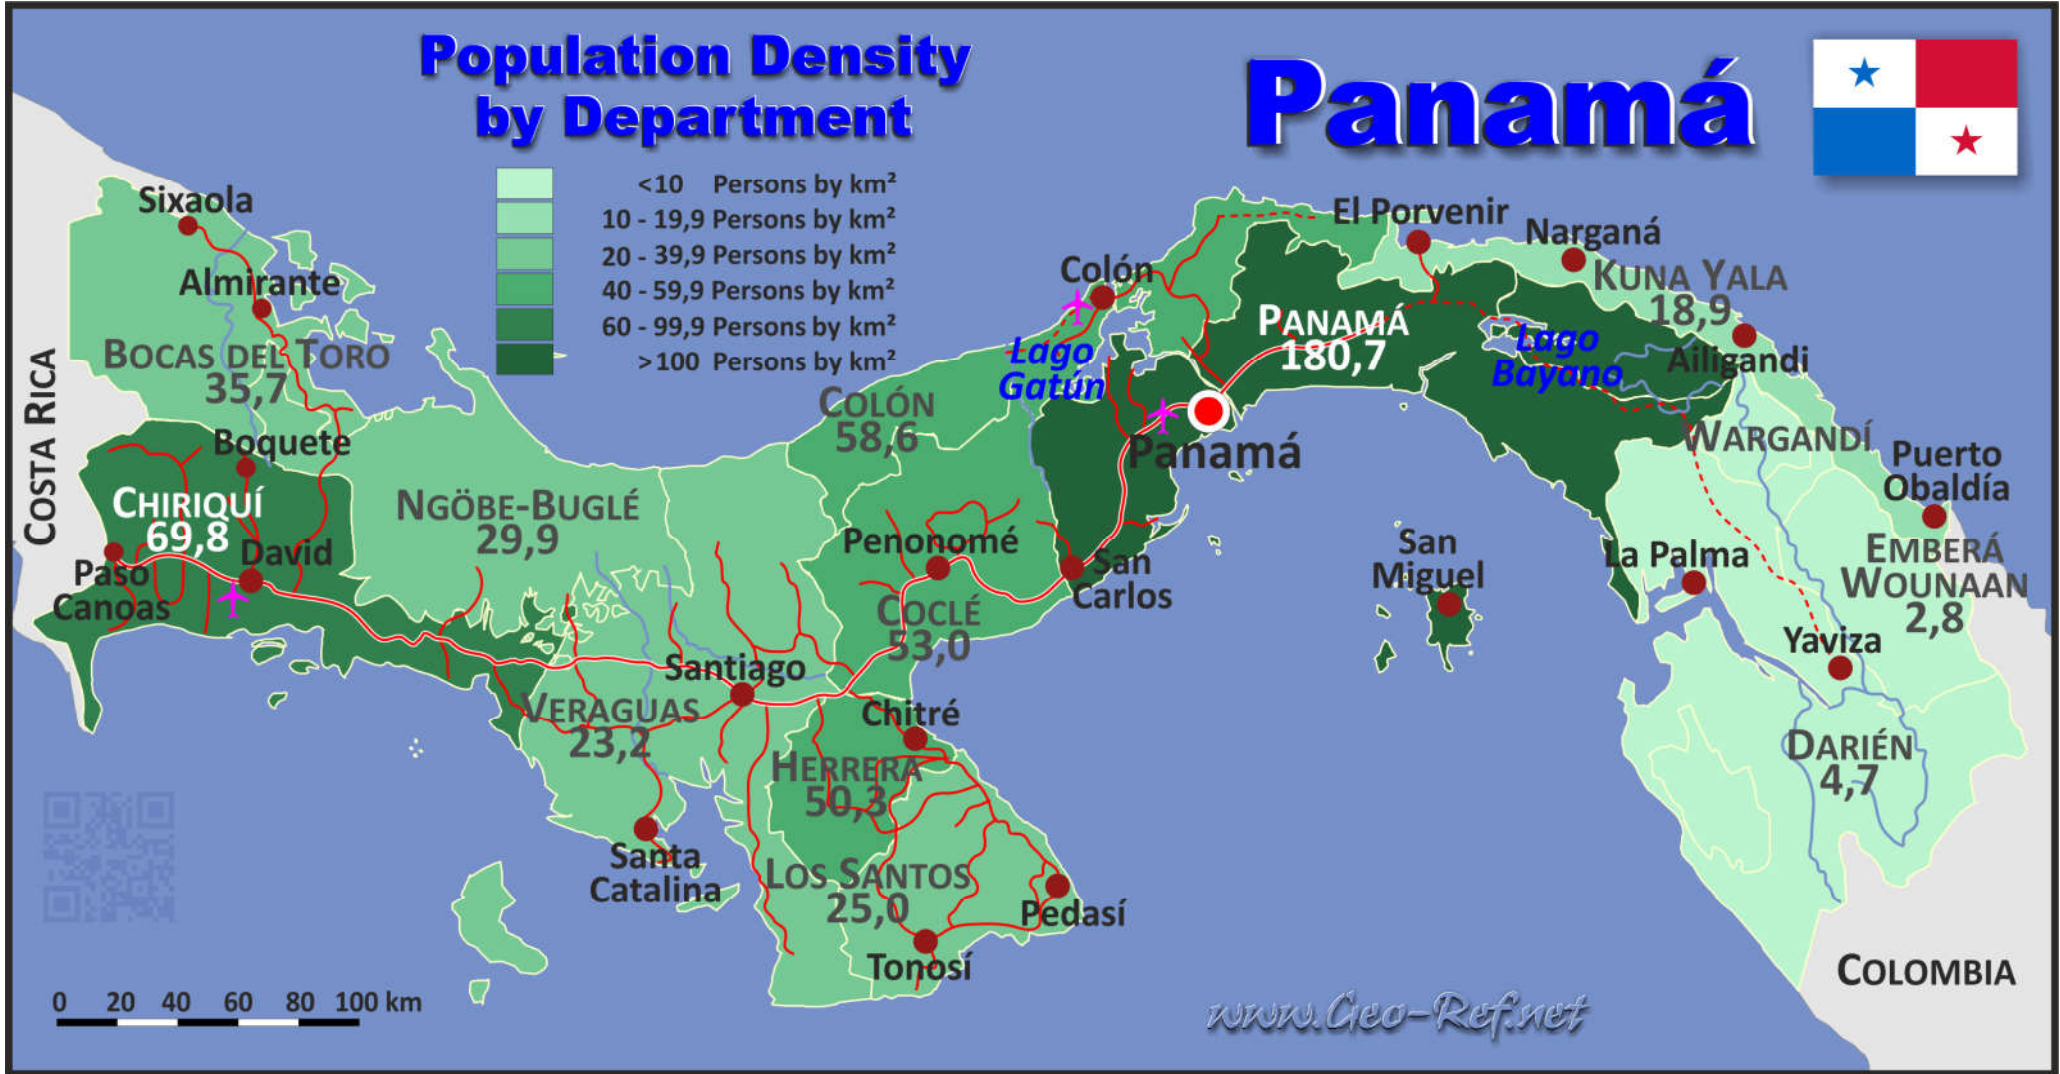 Population Density
by Department
Panamá
<10 Persons by km²
10 - 19,9 Persons by km²
20 - 39,9 Persons by km²
40 - 59,9 Persons by km²
60 - 99,9 Persons by km²
>100 Persons by km²
Sixaola
Almirante
BOCAS DEL TORO
35,7
COSTA RICA
Boquete
CHIRIQUÍ
69,8
David
Paso
Canoas
NGÖBE-BUGLÉ
29,9
COLÓN
58,6
Colón
Lago
Gatún
El Porvenir
Narganá
KUNA YALA
18,9
PANAMÁ
180,7
Lago
Bayano
Ailigandi
Panamá
WARGANDÍ
Puerto
Obaldía
Penonomé
San
Carlos
COCLÉ
53,0
San
Miguel
La Palma
EMBERÁ
WOUNAAN
2,8
Yaviza
Santiago
VERAGUAS
23,2
Chitré
HERRERA
50,3
DARIÉN
4,7
Santa
Catalina
LOS SANTOS
25,0
Pedasí
Tonosí
COLOMBIA
0 20 40 60 80 100 km
www.Geo-Ref.net